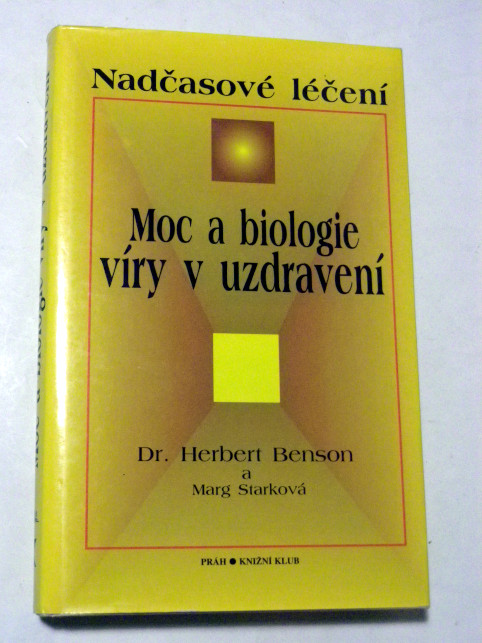 Nadčasové léčení
Moc a biologie
víry v uzdravení
Dr. Herbert Benson
a
Marg Starková
PRÁH ● KNIŽNÍ KLUB